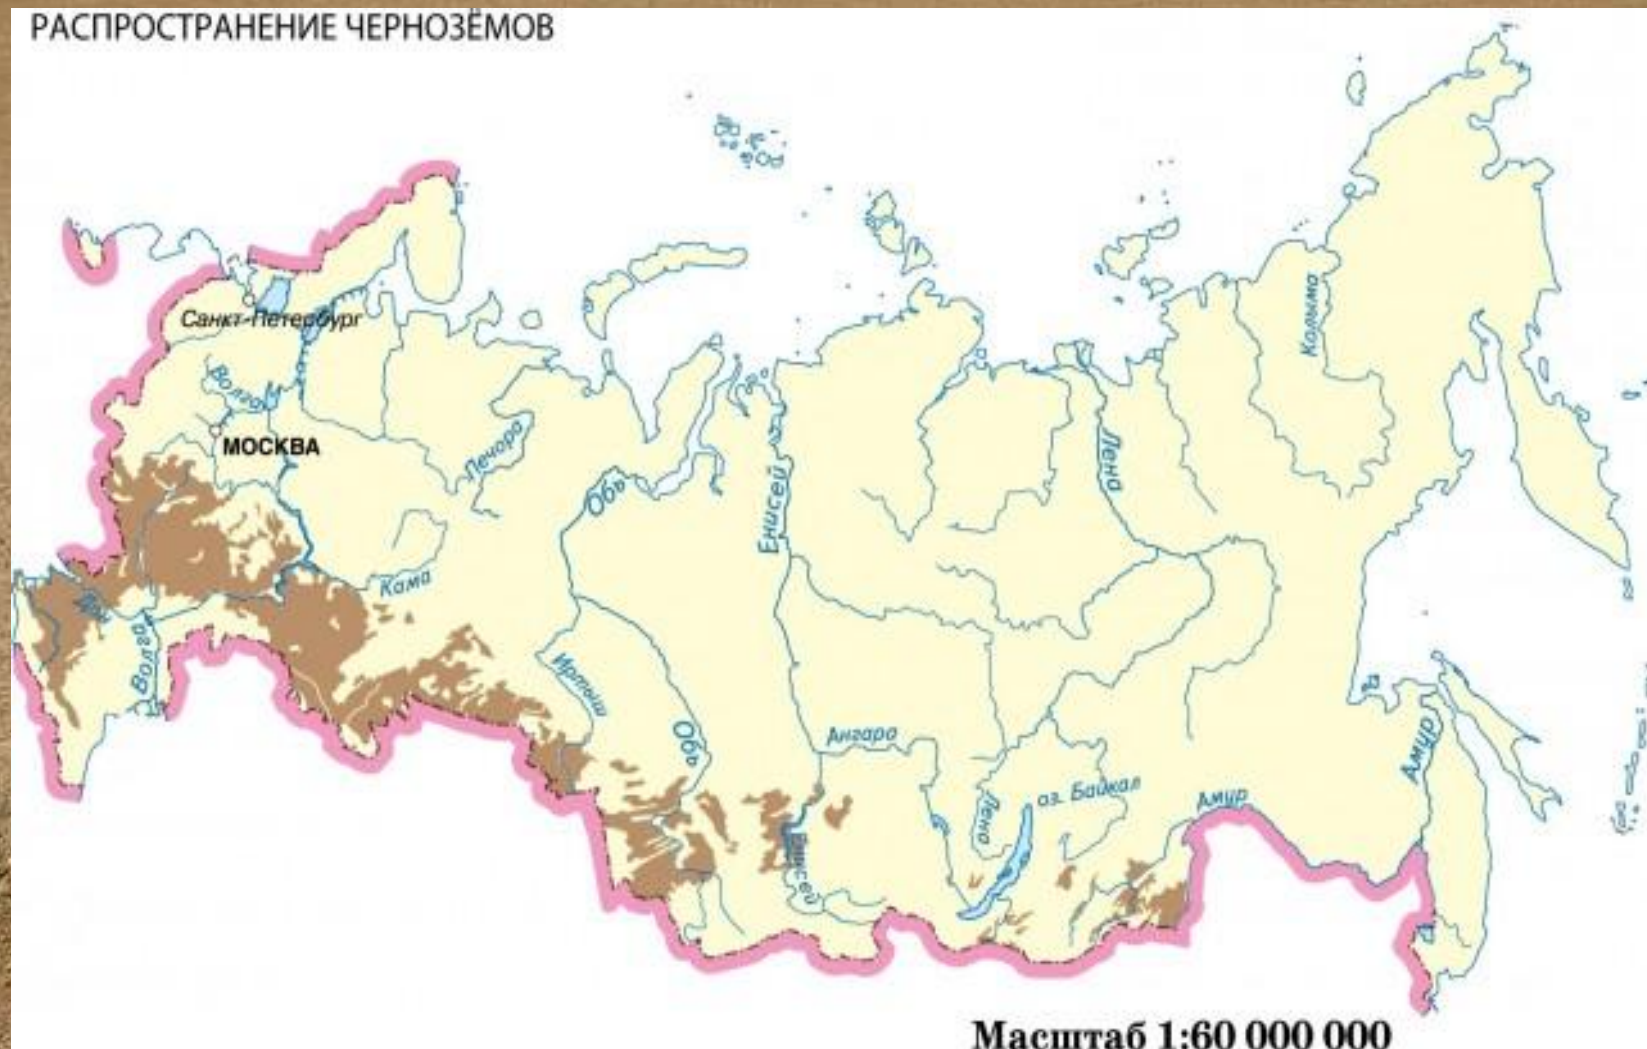 РАСПРОСТРАНЕНИЕ ЧЕРНОЗЁМОВ
Санкт-Петербург
Волга
МОСКВА
Печора
Обь
Енисей
Лена
Колыма
Кама
Дон
Волга
Иртыш
Обь
Ангара
Енисей
Лена
оз. Байкал
Амур
Амур
Масштаб 1:60 000 000